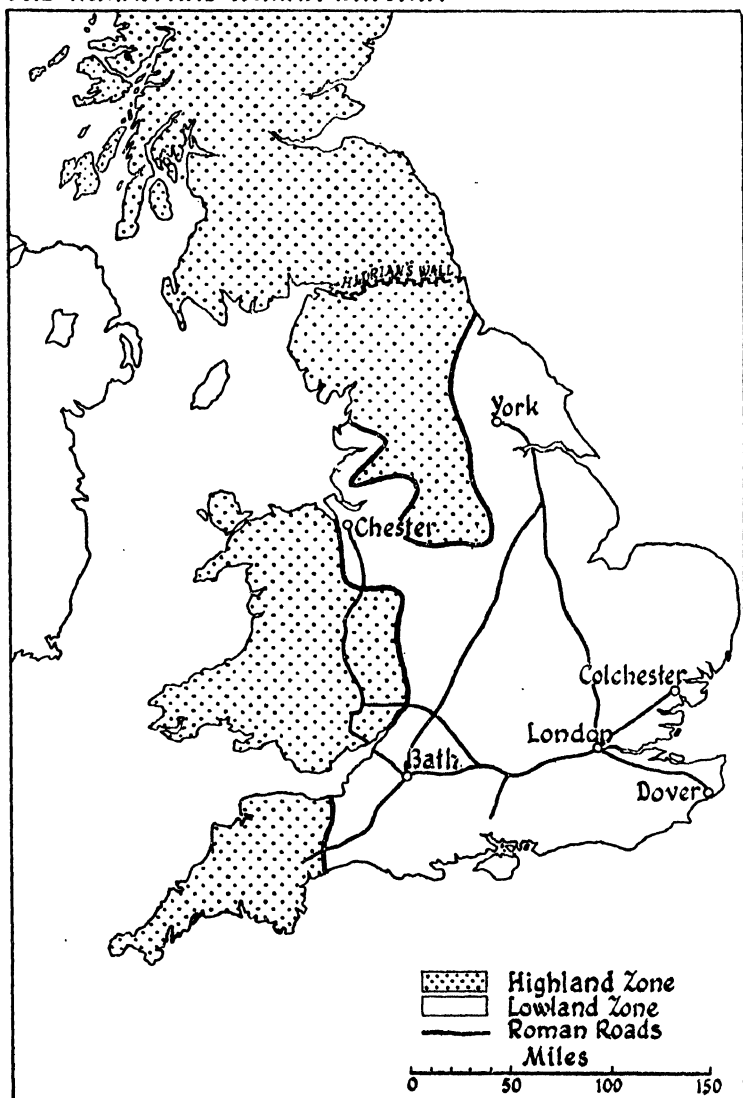 HADRIAN'S WALL
York
Chester
Colchester
London
Bath
Dover
Highland Zone
Lowland Zone
Roman Roads
Miles
0 50 100 150